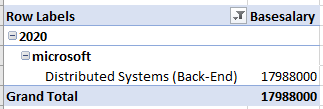 Row Labels Basesalary
2020
microsoft
Distributed Systems (Back-End) 17988000
Grand Total 17988000